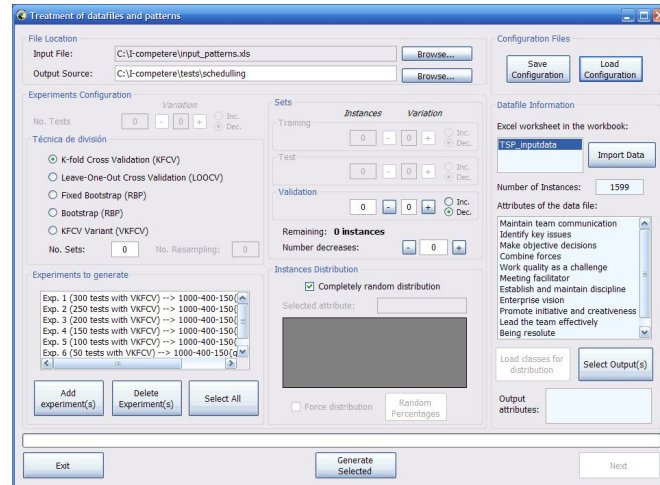 Treatment of datafiles and patterns
File Location
Input File: C:\I-competere\input_patterns.xls Browse...
Output Source: C:\I-competere\tests\schedulling Browse...
Configuration Files
Save Configuration
Load Configuration
Experiments Configuration
Variation
No. Tests 0 - 0 + Inc. Dec.
Técnica de división
K-fold Cross Validation (KFCV)
Leave-One-Out Cross Validation (LOOCV)
Fixed Bootstrap (RBP)
Bootstrap (RBP)
KFCV Variant (VKFCV)
No. Sets: 0 No. Resampling: 0
Sets
Instances Variation
Training
0 - 0 + Inc. Dec.
Test
0 - 0 + Inc. Dec.
Validation
0 - 0 + Inc. Dec.
Remaining: 0 instances
Number decreases: - 0 +
Datafile Information
Excel worksheet in the workbook:
TSP_inputdata
Import Data
Number of Instances: 1599
Attributes of the data file:
Maintain team communication
Identify key issues
Make objective decisions
Combine forces
Work quality as a challenge
Meeting facilitator
Establish and maintain discipline
Enterprise vision
Promote initiative and creativeness
Lead the team effectively
Being resolute
Load classes for distribution
Select Output(s)
Output attributes:
Experiments to generate
Exp. 1 (300 tests with VKFCV) --> 1000-400-150{
Exp. 2 (250 tests with VKFCV) --> 1000-400-150{
Exp. 3 (200 tests with VKFCV) --> 1000-400-150{
Exp. 4 (150 tests with VKFCV) --> 1000-400-150{
Exp. 5 (100 tests with VKFCV) --> 1000-400-150{
Exp. 6 (50 tests with VKFCV) --> 1000-400-150{q
Add experiment(s)
Delete Experiment(s)
Select All
Instances Distribution
Completely random distribution
Selected attribute:
Force distribution
Random Percentages
Exit
Generate Selected
Next